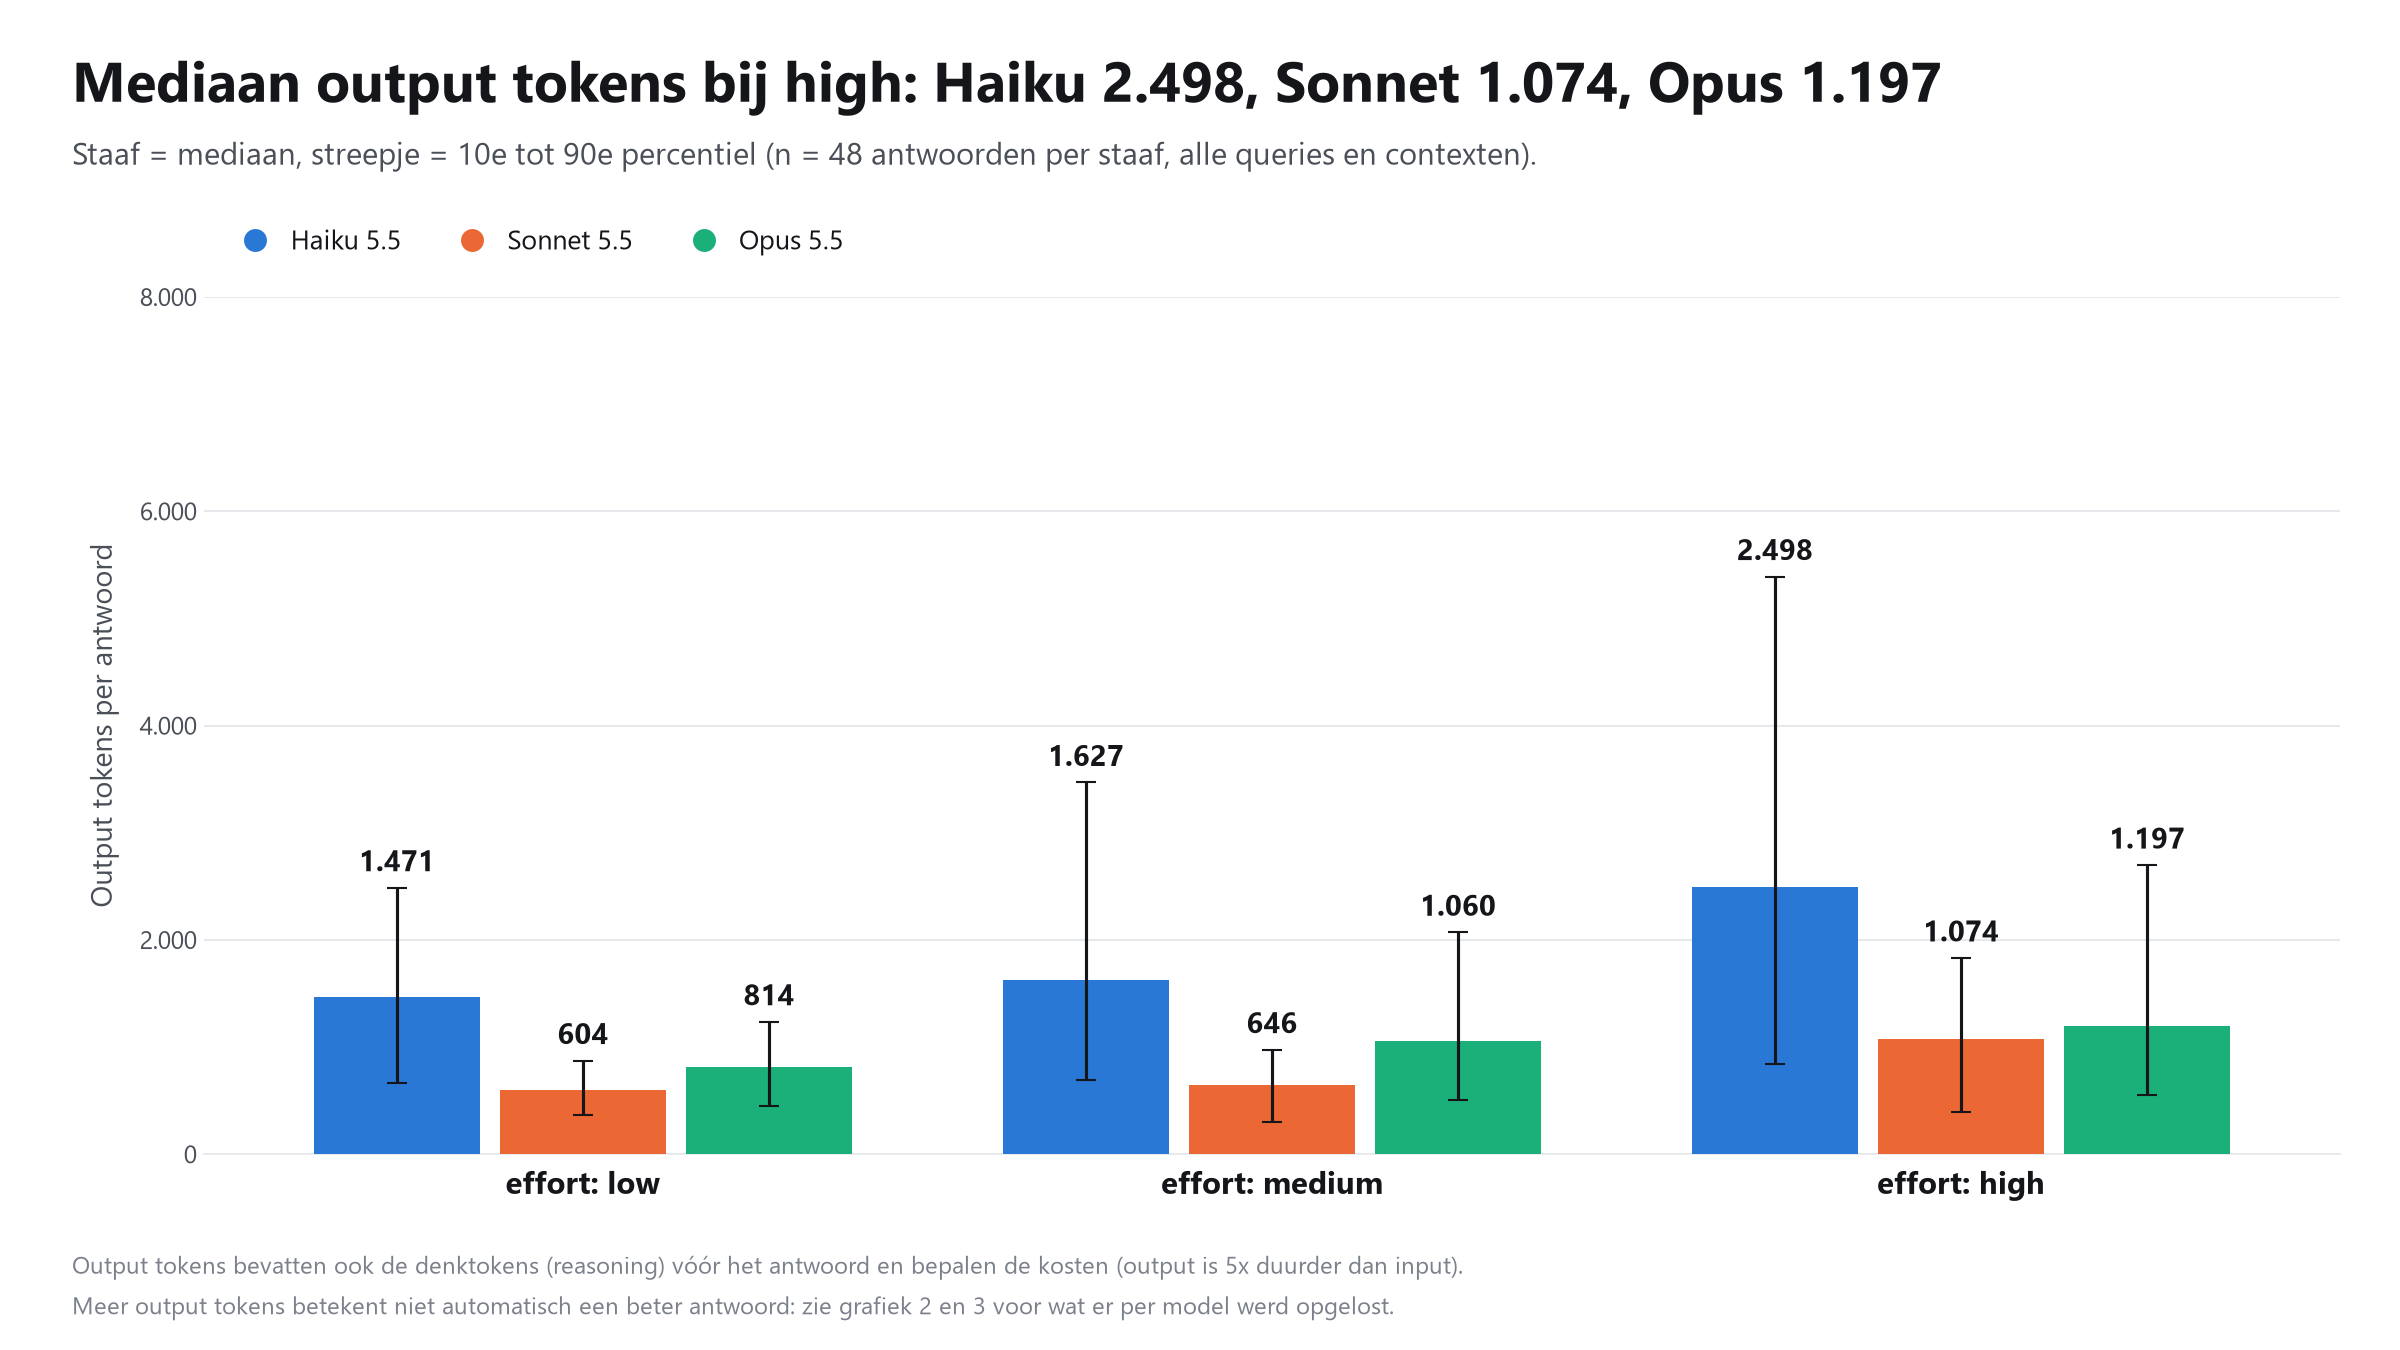 Mediaan output tokens bij high: Haiku 2.498, Sonnet 1.074, Opus 1.197
Staaf = mediaan, streepje = 10e tot 90e percentiel (n = 48 antwoorden per staaf, alle queries en contexten).
Haiku 5.5 Sonnet 5.5 Opus 5.5
Output tokens per antwoord
8.000
6.000
4.000
2.000
0
1.471
604
814
1.627
646
1.060
2.498
1.074
1.197
effort: low effort: medium effort: high
Output tokens bevatten ook de denktokens (reasoning) vóór het antwoord en bepalen de kosten (output is 5x duurder dan input).
Meer output tokens betekent niet automatisch een beter antwoord: zie grafiek 2 en 3 voor wat er per model werd opgelost.